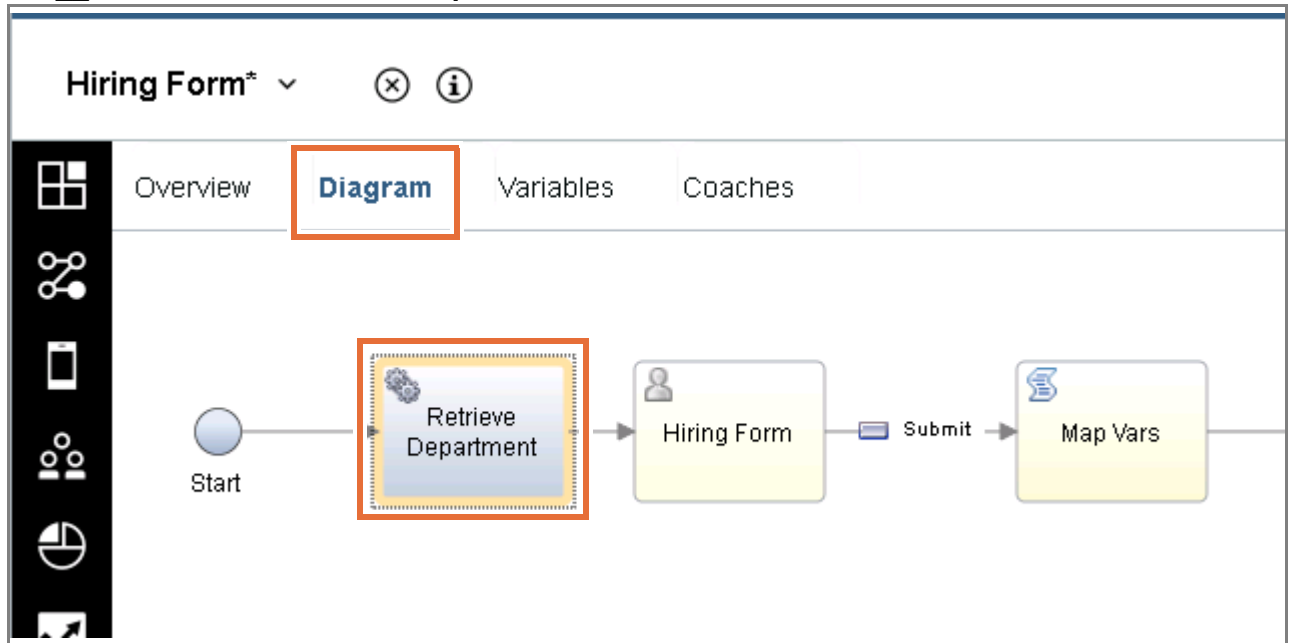 Hiring Form*
Overview Diagram Variables Coaches
Retrieve
Department
Hiring Form
Submit
Map Vars
Start